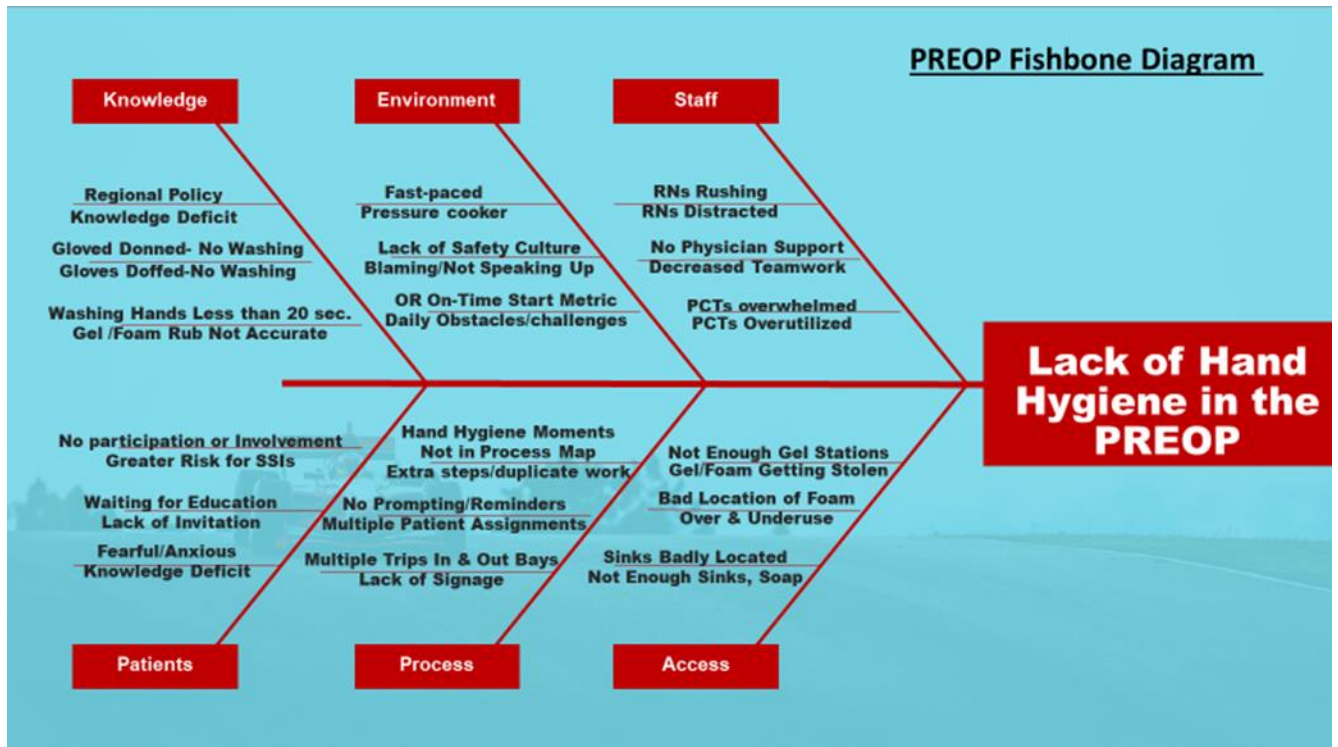 PREOP Fishbone Diagram
Knowledge
Environment
Staff
Regional Policy
Knowledge Deficit
Gloved Donned- No Washing
Gloves Doffed-No Washing
Washing Hands Less than 20 sec.
Gel /Foam Rub Not Accurate
Fast-paced
Pressure cooker
Lack of Safety Culture
Blaming/Not Speaking Up
OR On-Time Start Metric
Daily Obstacles/challenges
RNs Rushing
RNs Distracted
No Physician Support
Decreased Teamwork
PCTs overwhelmed
PCTs Overutilized
Lack of Hand
Hygiene in the
PREOP
No participation or Involvement
Greater Risk for SSIs
Waiting for Education
Lack of Invitation
Fearful/Anxious
Knowledge Deficit
Hand Hygiene Moments
Not in Process Map
Extra steps/duplicate work
No Prompting/Reminders
Multiple Patient Assignments
Multiple Trips In & Out Bays
Lack of Signage
Not Enough Gel Stations
Gel/Foam Getting Stolen
Bad Location of Foam
Over & Underuse
Sinks Badly Located
Not Enough Sinks, Soap
Patients
Process
Access